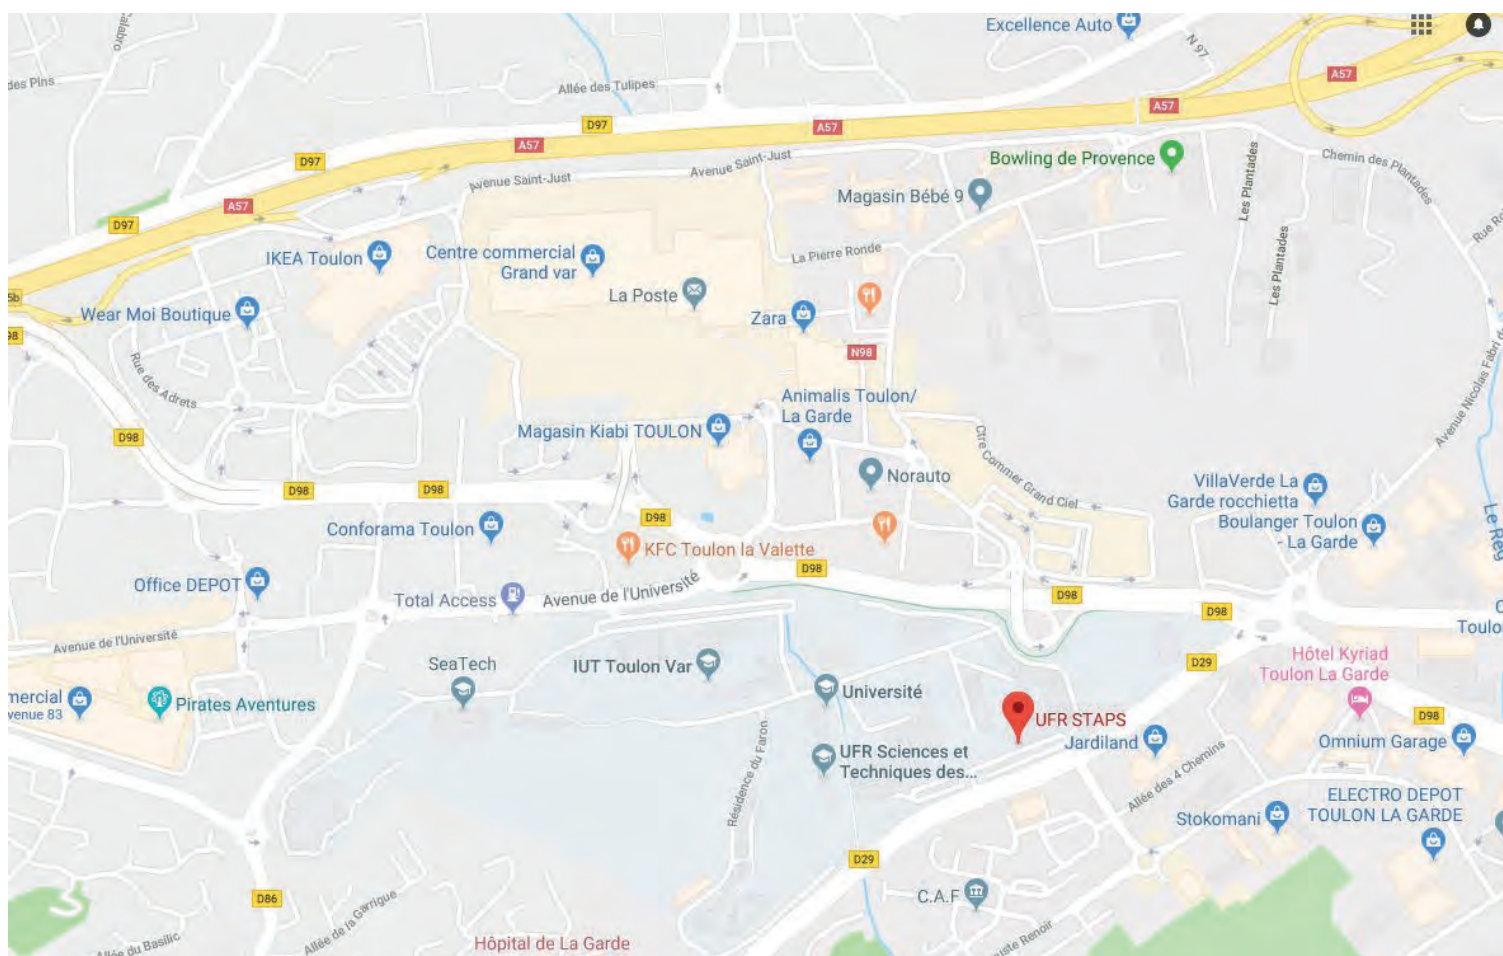 Excellence Auto
N 97
A57
Calabro
des Pins
Allée des Tulipes
A57
D97
A57
A57
D97
Bowling de Provence
Chemin des Plantades
Avenue Saint-Just
Avenue Saint-Just
Magasin Bébé 9
Les Plantades
A57
D97
IKEA Toulon
Centre commercial
Grand var
La Pierre Ronde
Les Plantades
La Poste
5b
Wear Moi Boutique
Zara
98
N98
Rue des Adrets
Animalis Toulon/
La Garde
Avenue Nicolas Fabri d
D98
Magasin Kiabi TOULON
Ctre Commer Grand Ciel
Norauto
VillaVerde La
Garde rocchietta
D98
D98
D98
Conforama Toulon
Boulanger Toulon
- La Garde
KFC Toulon la Valette
D98
Office DEPOT
Total Access
Avenue de l'Université
D98
D98
Toulo
Avenue de l'Université
SeaTech
IUT Toulon Var
D29
Hôtel Kyriad
Toulon La Garde
mercial
venue 83
Pirates Aventures
Université
UFR STAPS
Jardiland
D98
Omnium Garage
Résidence du Faron
UFR Sciences et
Techniques des...
Allée des 4 Chemins
Stokomani
ELECTRO DEPOT
TOULON LA GARDE
D29
D86
C.A.F
Allée de la Garrigue
Allée du Basilic
Hôpital de La Garde
uste Renoir